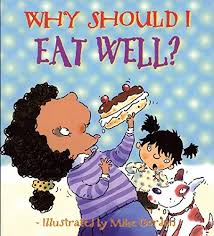 WHY SHOULD I
EAT WELL?
- Illustrated by Mike Gordon -